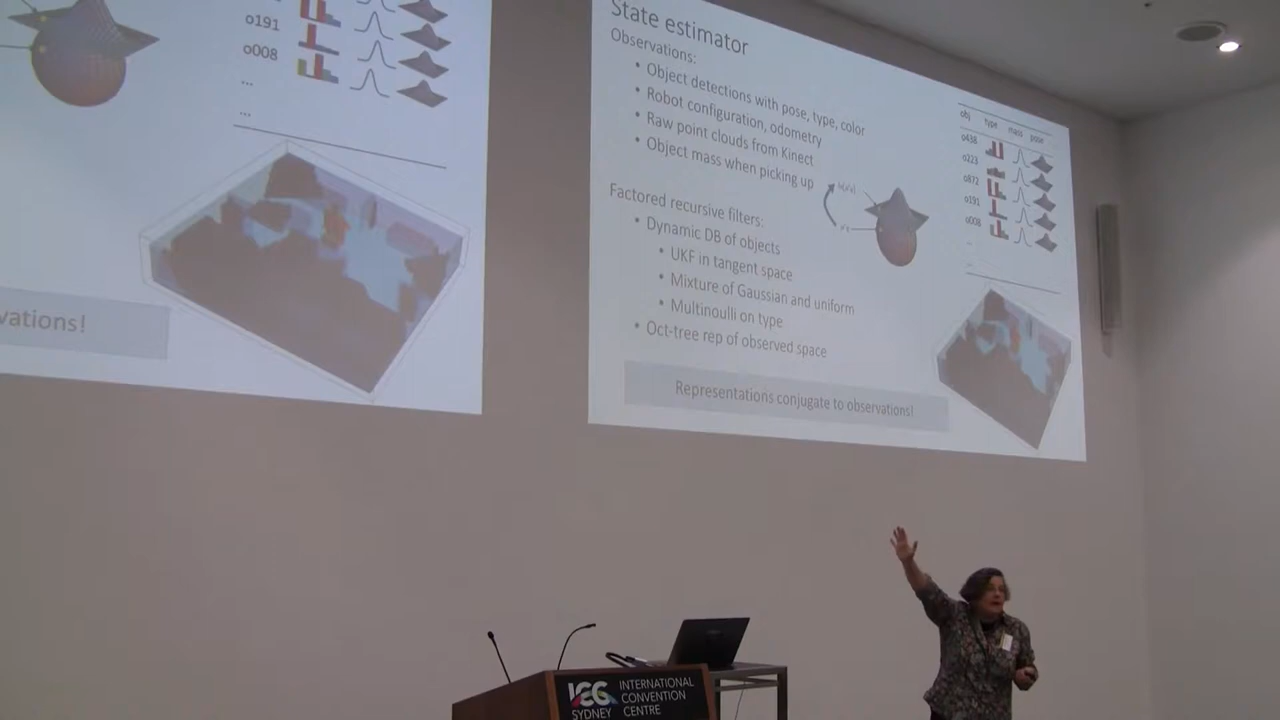 o191
o008
...
...
vations!
State estimator
Observations:
• Object detections with pose, type, color
• Robot configuration, odometry
• Raw point clouds from Kinect
• Object mass when picking up
Factored recursive filters:
• Dynamic DB of objects
• UKF in tangent space
• Mixture of Gaussian and uniform
• Multinoulli on type
• Oct-tree rep of observed space
Representations conjugate to observations!
obj type mass pose
o438
o223
o872
o191
o008
ICC
SYDNEY
INTERNATIONAL
CONVENTION
CENTRE